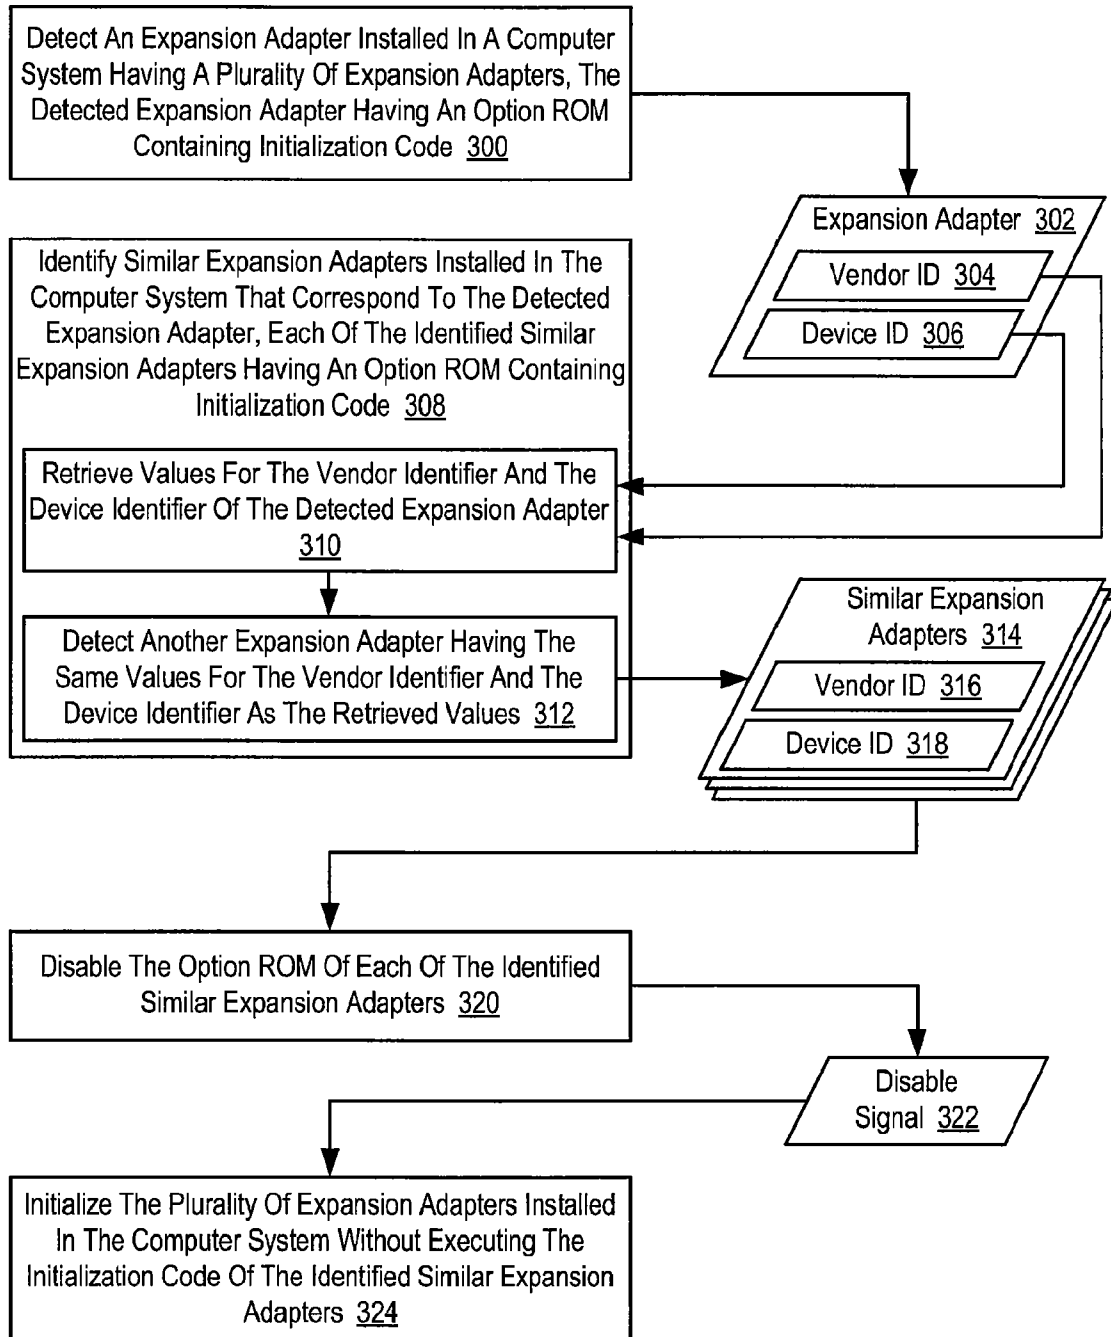 Detect An Expansion Adapter Installed In A Computer
System Having A Plurality Of Expansion Adapters, The
Detected Expansion Adapter Having An Option ROM
Containing Initialization Code 300
Expansion Adapter 302
Vendor ID 304
Device ID 306
Identify Similar Expansion Adapters Installed In The
Computer System That Correspond To The Detected
Expansion Adapter, Each Of The Identified Similar
Expansion Adapters Having An Option ROM Containing
Initialization Code 308
Retrieve Values For The Vendor Identifier And The
Device Identifier Of The Detected Expansion Adapter
310
Detect Another Expansion Adapter Having The
Same Values For The Vendor Identifier And The
Device Identifier As The Retrieved Values 312
Similar Expansion
Adapters 314
Vendor ID 316
Device ID 318
Disable The Option ROM Of Each Of The Identified
Similar Expansion Adapters 320
Disable
Signal 322
Initialize The Plurality Of Expansion Adapters Installed
In The Computer System Without Executing The
Initialization Code Of The Identified Similar Expansion
Adapters 324